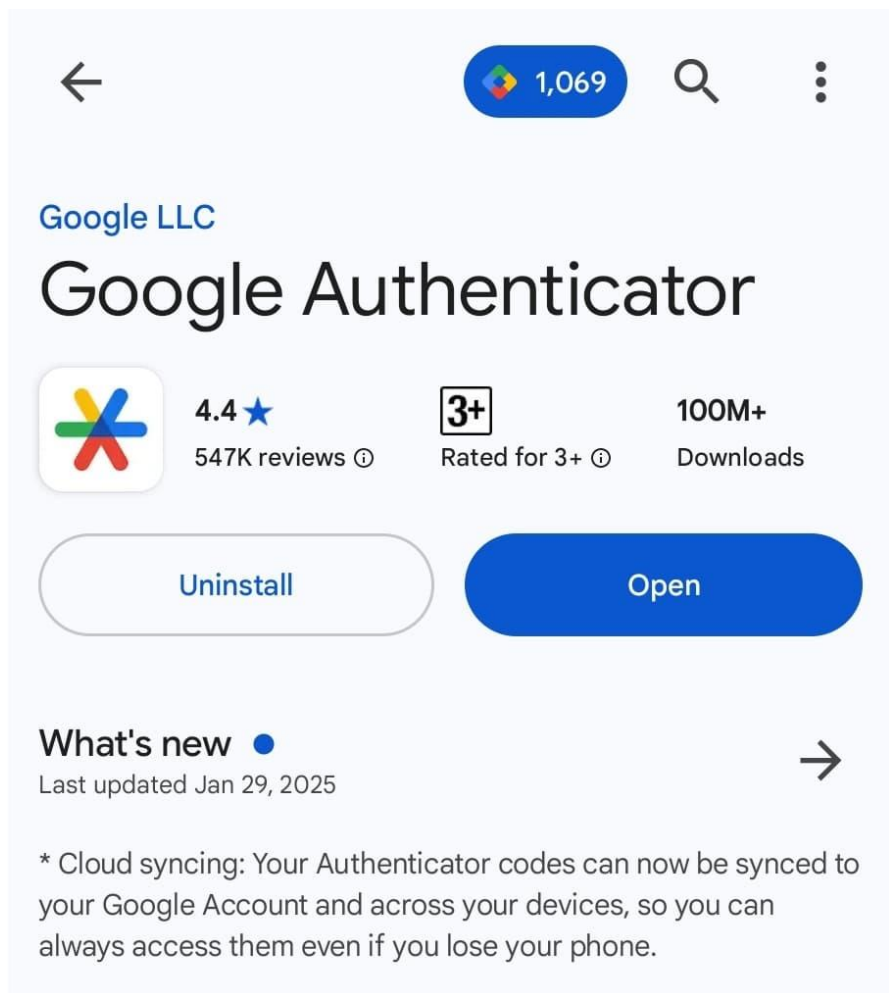 1,069
Google LLC
Google Authenticator
4.4★
547K reviews
3+
Rated for 3+
100M+
Downloads
Uninstall
Open
What's new
Last updated Jan 29, 2025
* Cloud syncing: Your Authenticator codes can now be synced to
your Google Account and across your devices, so you can
always access them even if you lose your phone.